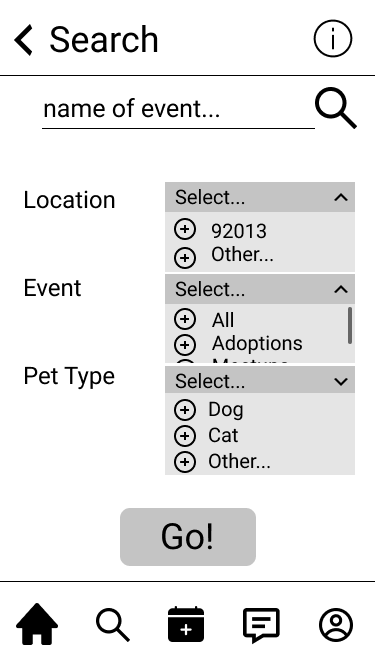 Search
name of event...
Location
Select...
92013
Other...
Event
Select...
All
Adoptions
Pet Type
Select...
Dog
Cat
Other...
Go!